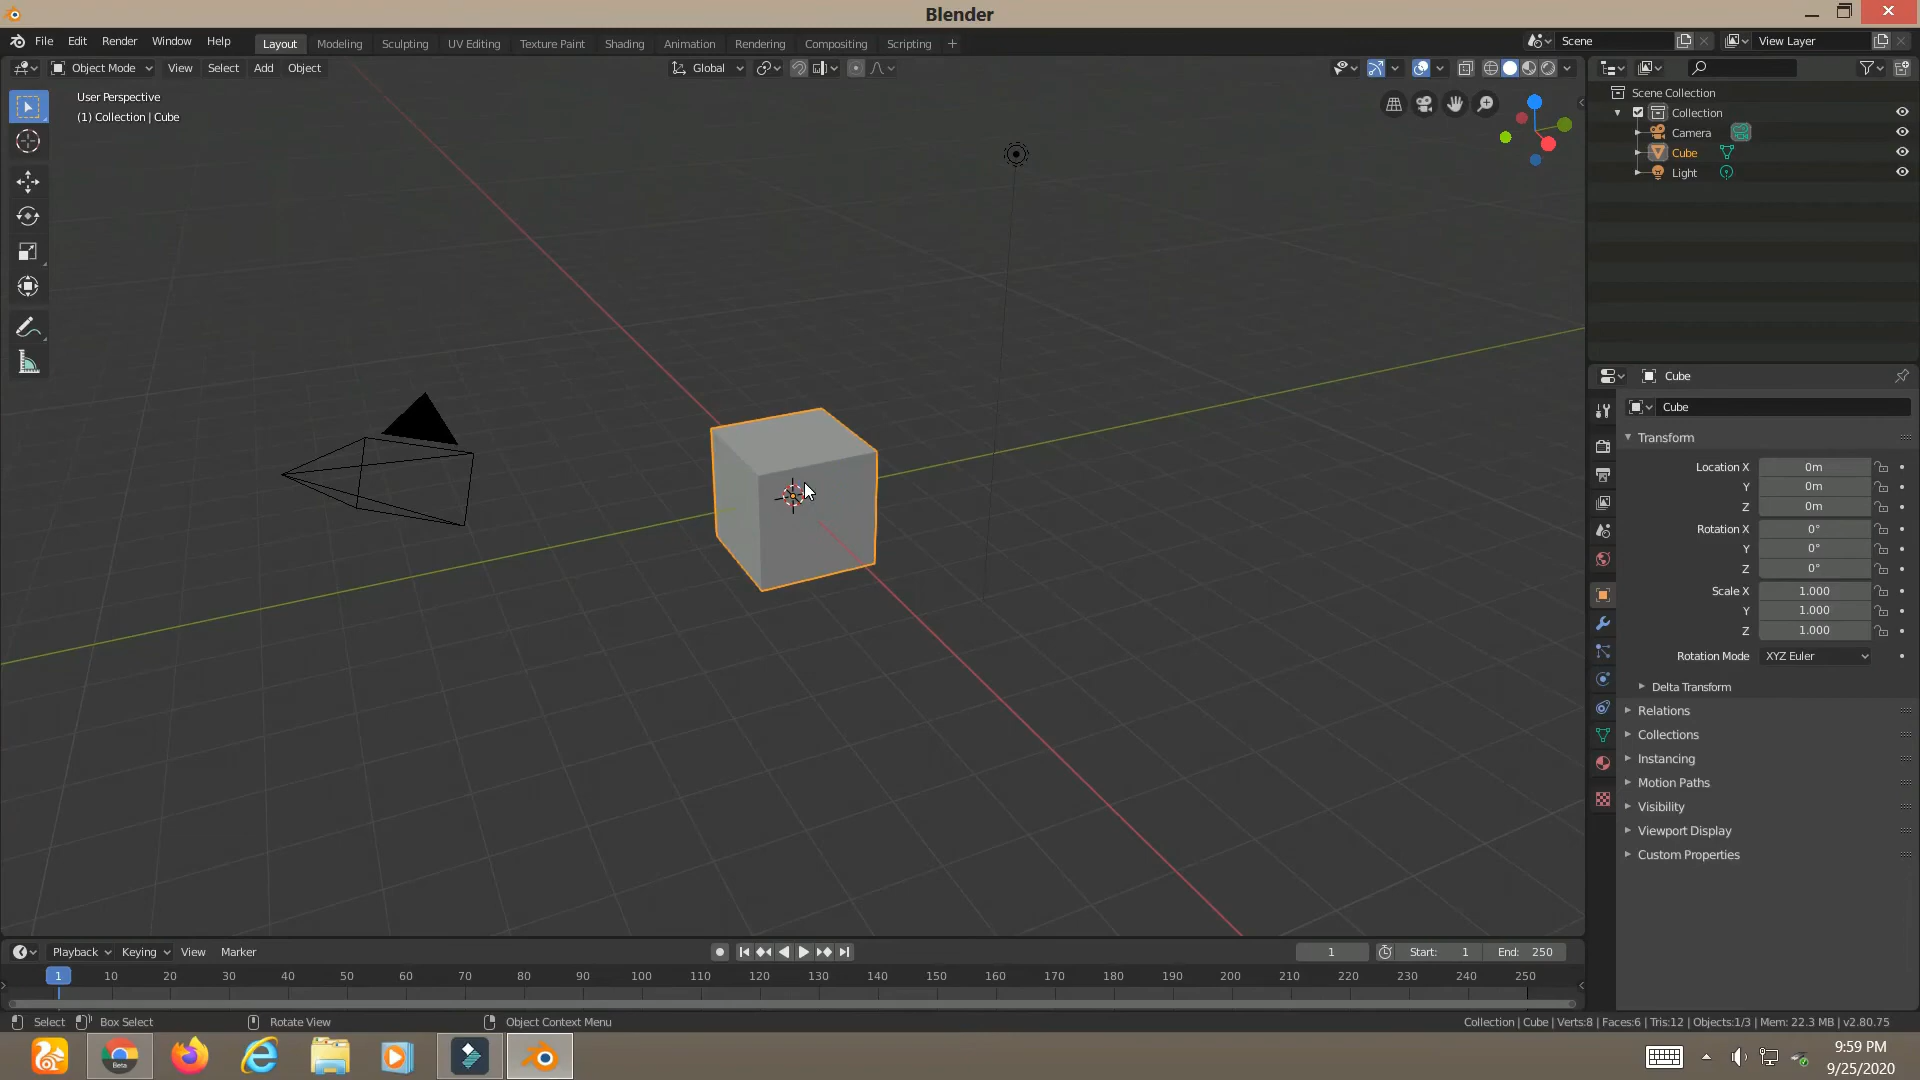 Blender
File Edit Render Window Help Layout Modeling Sculpting UV Editing Texture Paint Shading Animation Rendering Compositing Scripting + Scene View Layer
Object Mode View Select Add Object Global
User Perspective
(1) Collection | Cube
Scene Collection
Collection
Camera
Cube
Light
Cube
Cube
Transform
Location X 0m
Y 0m
Z 0m
Rotation X 0°
Y 0°
Z 0°
Scale X 1.000
Y 1.000
Z 1.000
Rotation Mode XYZ Euler
Delta Transform
Relations
Collections
Instancing
Motion Paths
Visibility
Viewport Display
Custom Properties
Playback Keying View Marker 1 Start: 1 End: 250
1 10 20 30 40 50 60 70 80 90 100 110 120 130 140 150 160 170 180 190 200 210 220 230 240 250
Select Box Select Rotate View Object Context Menu Collection | Cube | Verts:8 | Faces:6 | Tris:12 | Objects:1/3 | Mem: 22.3 MB | v2.80.75
Beta
9:59 PM
9/25/2020